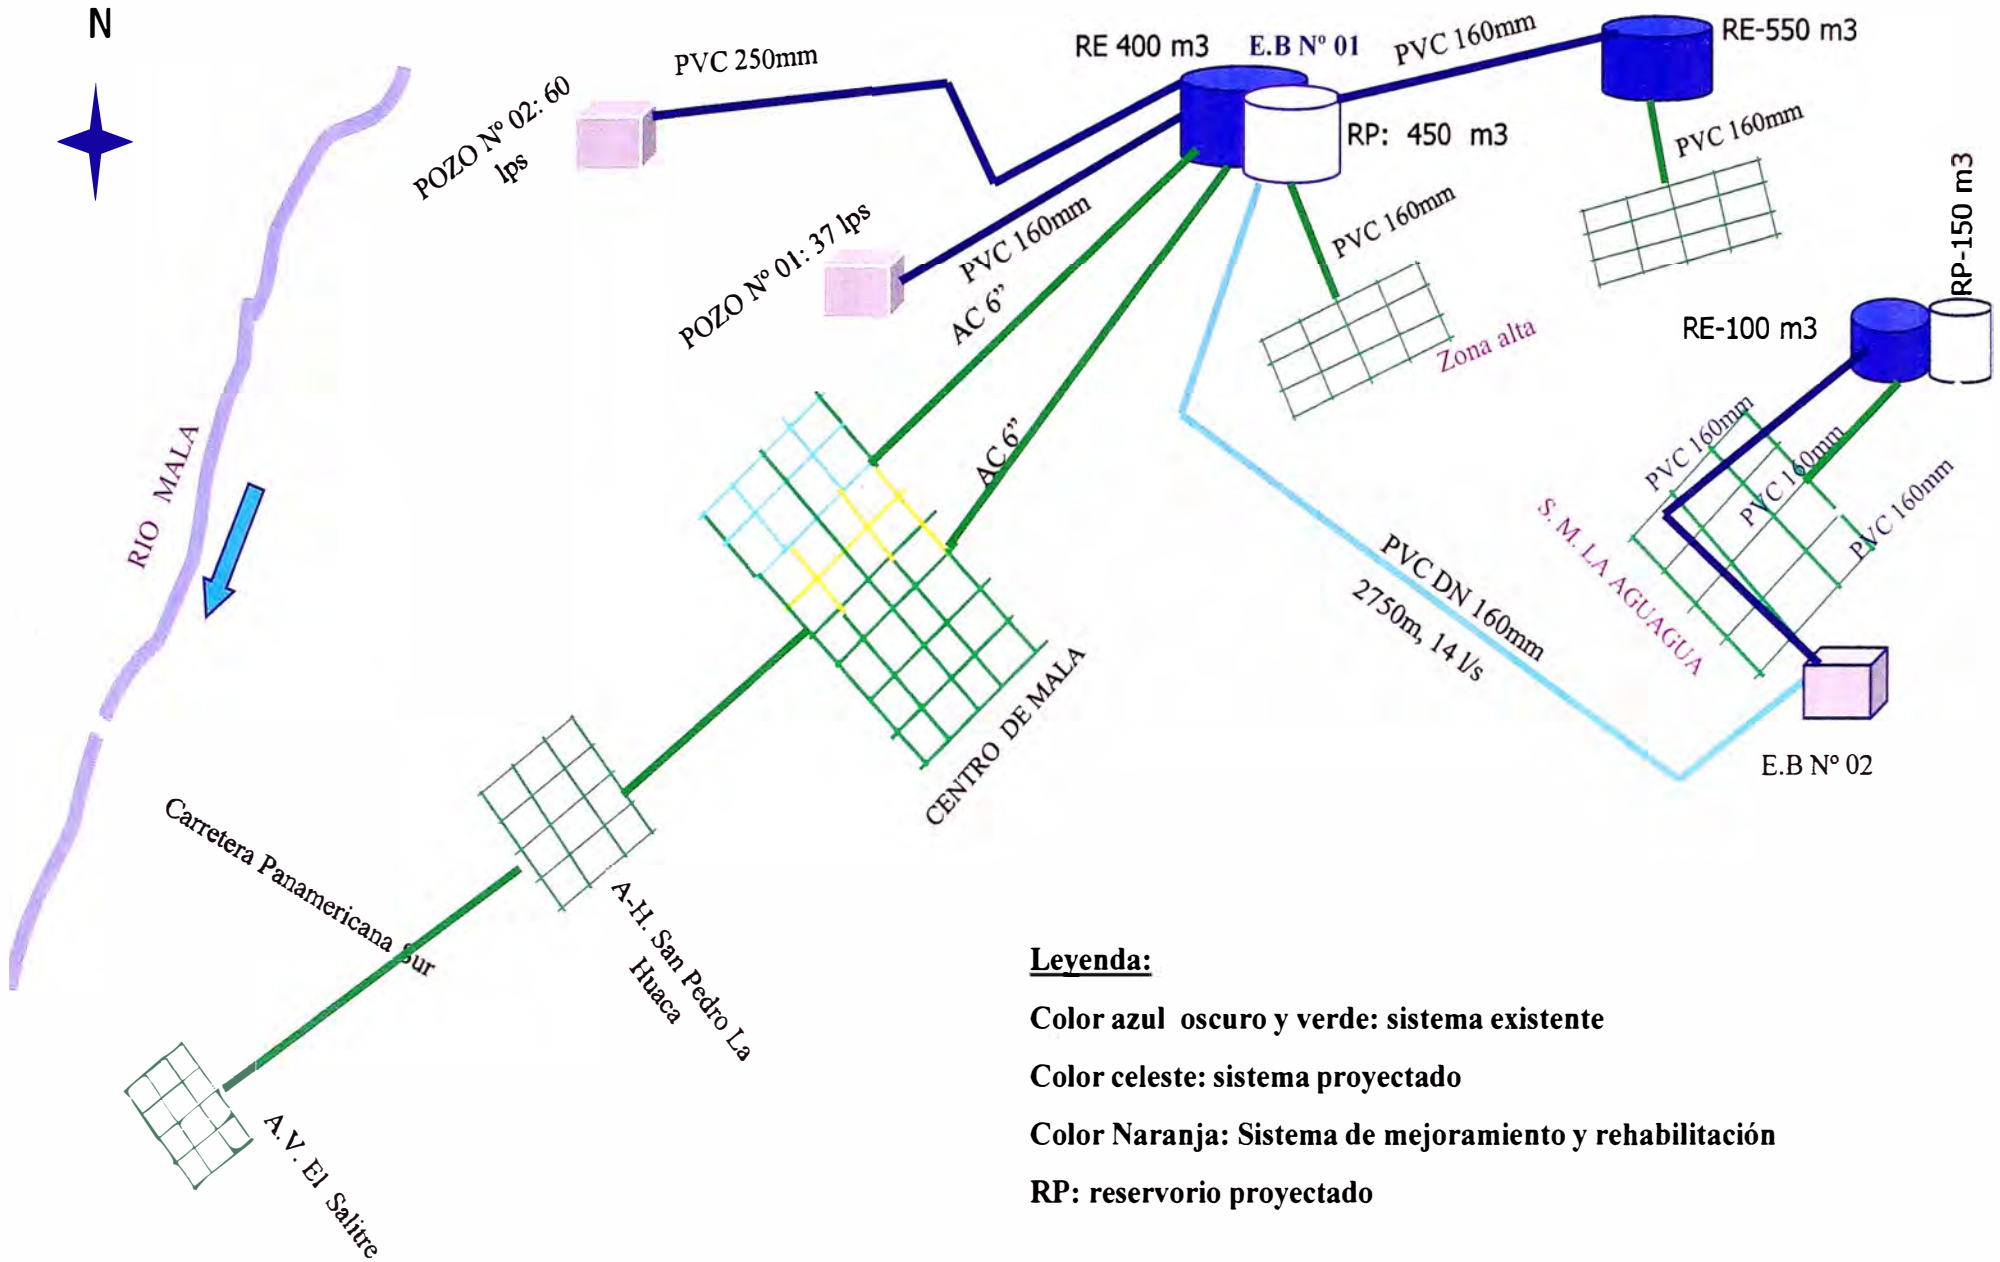 N
PVC 250mm
RE 400 m3
E.B Nº 01
PVC 160mm
RE-550 m3
POZO Nº 02: 60
lps
RP: 450 m3
PVC 160mm
RP-150 m3
POZO Nº 01: 37 lps
PVC 160mm
PVC 160mm
AC 6”
Zona alta
RE-100 m3
RIO MALA
AC 6”
PVC 160mm
PVC 160mm
PVC 160mm
S. M. LA AGUAGUA
PVC DN 160mm
2750m, 14 l/s
CENTRO DE MALA
E.B Nº 02
Carretera Panamericana Sur
A-H. San Pedro La
Huaca
A.V. El Salitre
Leyenda:
Color azul oscuro y verde: sistema existente
Color celeste: sistema proyectado
Color Naranja: Sistema de mejoramiento y rehabilitación
RP: reservorio proyectado